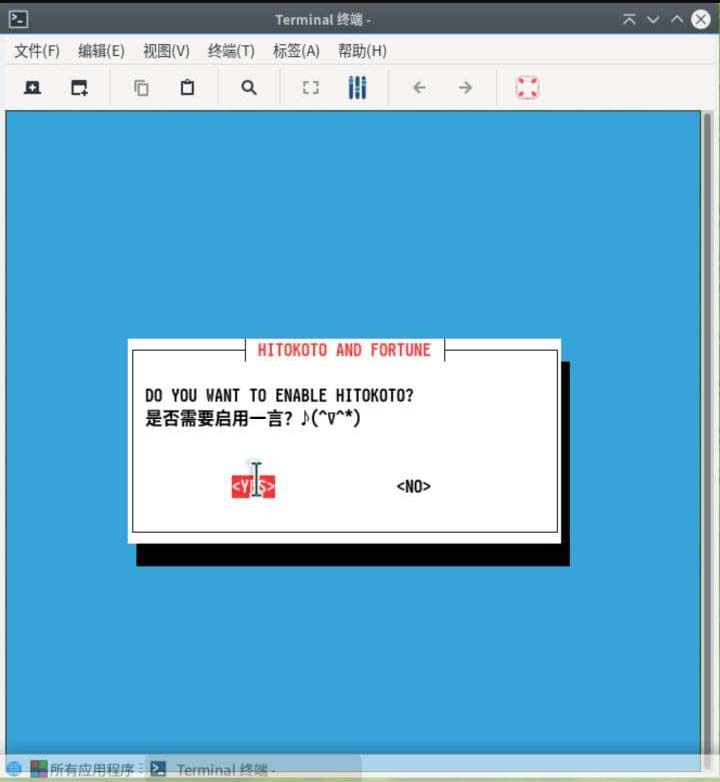 Terminal 终端 -
文件(F) 编辑(E) 视图(V) 终端(T) 标签(A) 帮助(H)
HITOKOTO AND FORTUNE
DO YOU WANT TO ENABLE HITOKOTO?
是否需要启用一言? ♪(^∇^*)
<YES> <NO>
所有应用程序 Terminal 终端 -